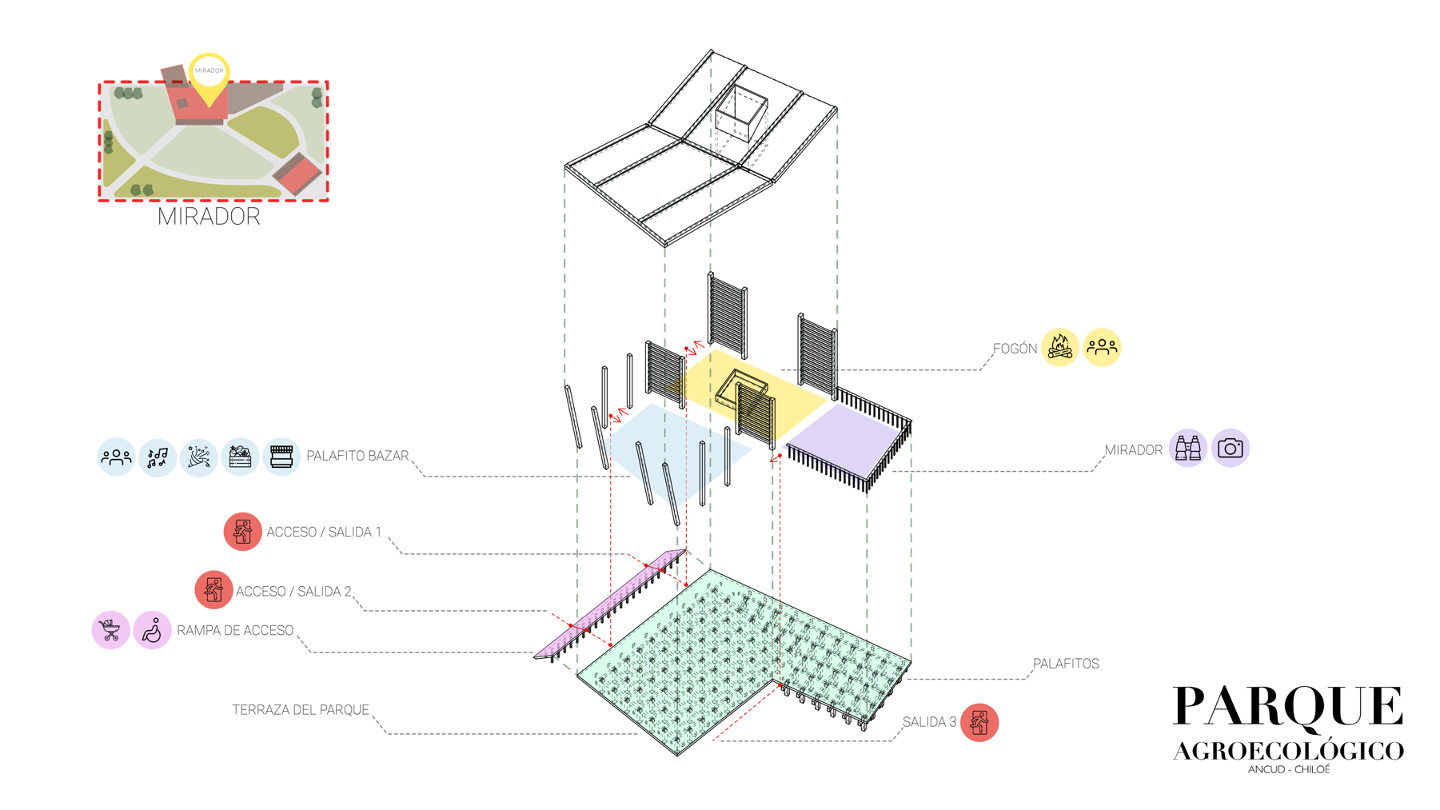 MIRADOR
MIRADOR
FOGÓN
MIRADOR
PALAFITO BAZAR
ACCESO / SALIDA 1
ACCESO / SALIDA 2
RAMPA DE ACCESO
PALAFITOS
TERRAZA DEL PARQUE
SALIDA 3
PARQUE
AGROECOLÓGICO
ANCUD - CHILOÉ